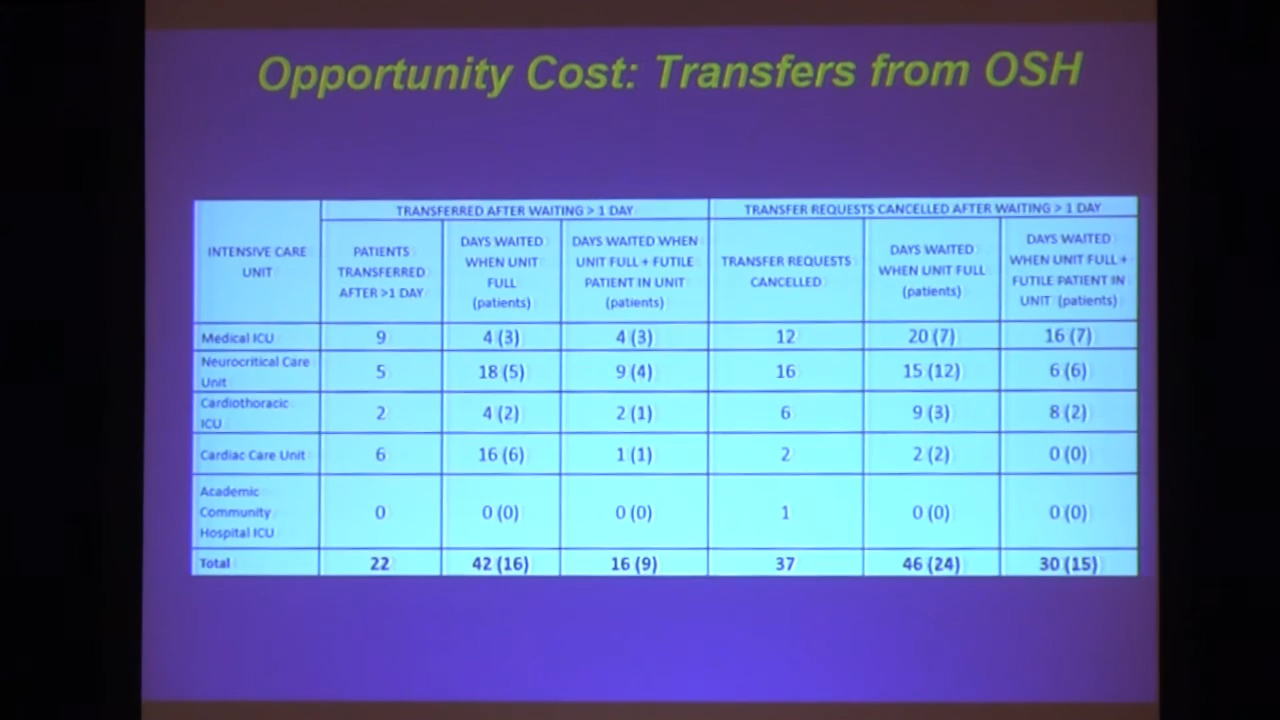 Opportunity Cost: Transfers from OSH
TRANSFERRED AFTER WAITING > 1 DAY
TRANSFER REQUESTS CANCELLED AFTER WAITING > 1 DAY
INTENSIVE CARE
UNIT
PATIENTS
TRANSFERRED
AFTER >1 DAY
DAYS WAITED
WHEN UNIT
FULL
(patients)
DAYS WAITED WHEN
UNIT FULL + FUTILE
PATIENT IN UNIT
(patients)
TRANSFER REQUESTS
CANCELLED
DAYS WAITED
WHEN UNIT FULL
(patients)
DAYS WAITED
WHEN UNIT FULL +
FUTILE PATIENT IN
UNIT (patients)
Medical ICU 9 4 (3) 4 (3) 12 20 (7) 16 (7)
Neurocritical Care
Unit 5 18 (5) 9 (4) 16 15 (12) 6 (6)
Cardiothoracic
ICU 2 4 (2) 2 (1) 6 9 (3) 8 (2)
Cardiac Care Unit 6 16 (6) 1 (1) 2 2 (2) 0 (0)
Academic
Community
Hospital ICU 0 0 (0) 0 (0) 1 0 (0) 0 (0)
Total 22 42 (16) 16 (9) 37 46 (24) 30 (15)